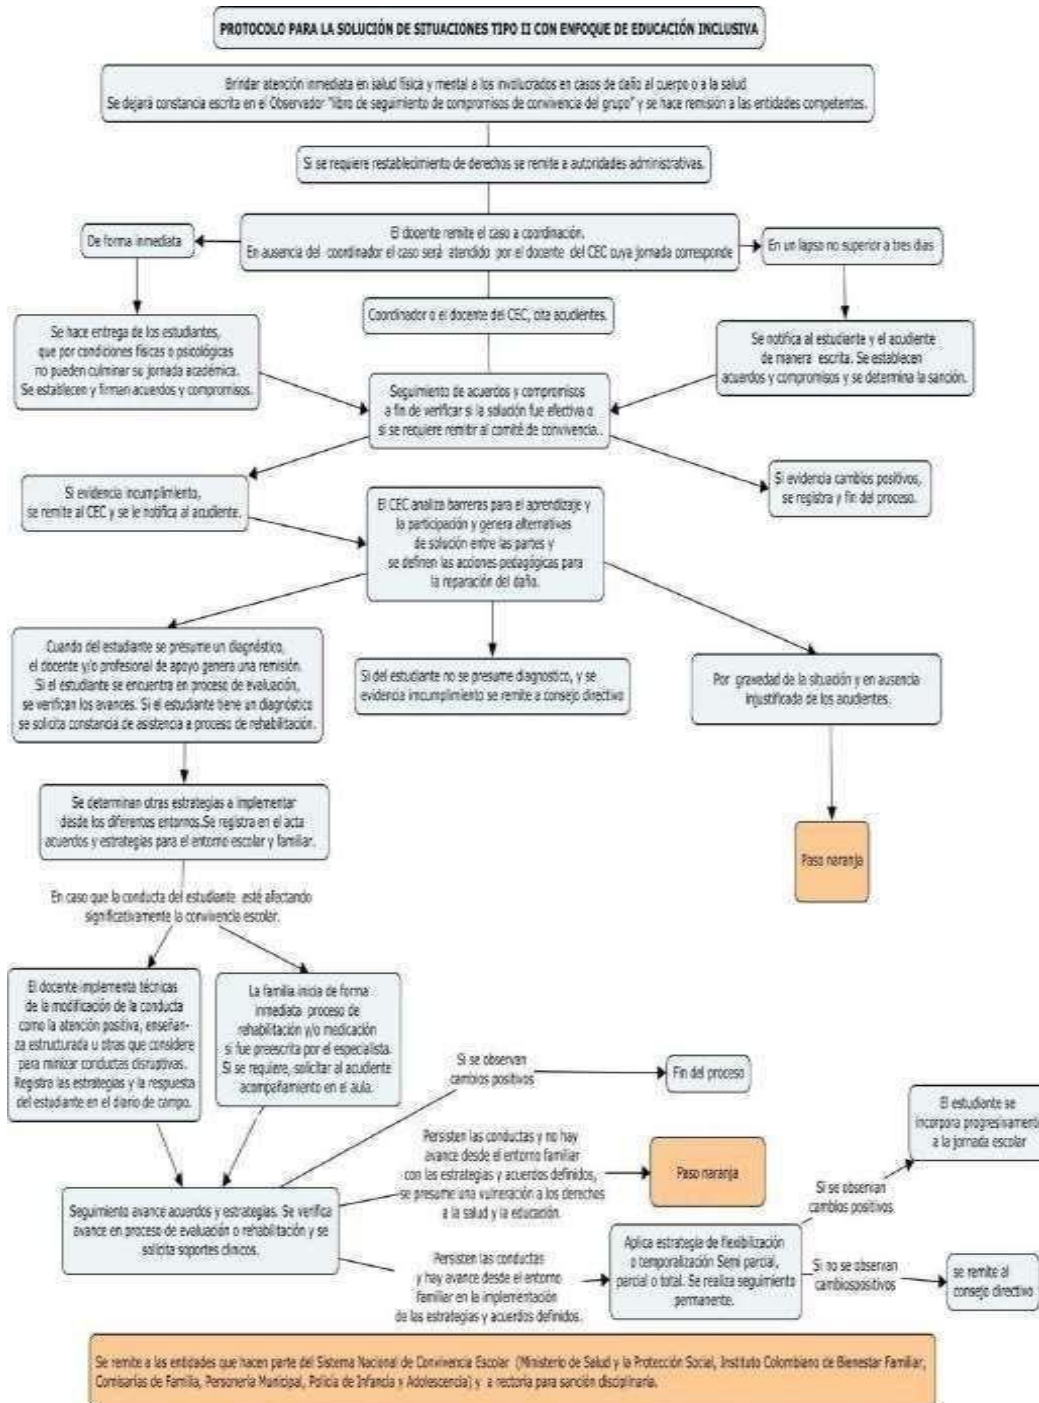 PROTOCOLO PARA LA SOLUCIÓN DE SITUACIONES TIPO II CON ENFOQUE DE EDUCACIÓN INCLUSIVA
Brindar atención inmediata en salud física y mental a los involucrados en casos de daño al cuerpo o a la salud
Se dejará constancia escrita en el Observador "libro de seguimiento de compromisos de convivencia del grupo" y se hace remisión a las entidades competentes.
Si se requiere restablecimiento de derechos se remite a autoridades administrativas.
De forma inmediata
El docente remite el caso a coordinación.
En ausencia del coordinador el caso será atendido por el docente del CEC cuya jornada corresponde
En un lapso no superior a tres dias
Coordinador o el docente del CEC, cita acudientes.
Se hace entrega de los estudiantes,
que por condiciones físicas o psicológicas
no pueden culminar su jornada académica.
Se establecen y firman acuerdos y compromisos.
Se notifica al estudiante y el acudiente
de manera escrita. Se establecen
acuerdos y compromisos y se determina la sanción.
Seguimiento de acuerdos y compromisos
a fin de verificar si la solución fue efectiva o
si se requiere remitir al comité de convivencia..
Si evidencia incumplimiento,
se remite al CEC y se le notifica al acudiente.
Si evidencia cambios positivos,
se registra y fin del proceso.
El CEC analiza barreras para el aprendizaje y
la participación y genera alternativas
de solución entre las partes y
se definen las acciones pedagógicas para
la reparación del daño.
Cuando del estudiante se presume un diagnóstico,
el docente y/o profesional de apoyo genera una remisión.
Si el estudiante se encuentra en proceso de evaluación,
se verifican los avances. Si el estudiante tiene un diagnóstico
se solicita constancia de asistencia a proceso de rehabilitación.
Si del estudiante no se presume diagnostico, y se
evidencia imcumplimiento se remite a consejo directivo
Por gravedad de la situación y en ausencia
injustificada de los acudientes.
Se determinan otras estrategias a implementar
desde los diferentes entornos.Se registra en el acta
acuerdos y estrategias para el entorno escolar y familiar.
Paso naranja
En caso que la conducta del estudiante esté afectando
significativamente la convivencia escolar.
El docente implementa técnicas
de la modificación de la conducta
como la atención positiva, enseñan-
za estructurada u otras que considere
para minizar conductas disruptivas.
Registra las estrategias y la respuesta
del estudiante en el diario de campo.
La familia inicia de forma
inmediata proceso de
rehabilitación y/o medicación
si fue preescrita por el especialista.
Si se requiere, solicitar al acudiente
acompañamiento en el aula.
Si se observan
cambios positivos
Fin del proceso
El estudiante se
incorpora progresivamente
a la jornada escolar
Persisten las conductas y no hay
avance desde el entorno familiar
con las estrategias y acuerdos definidos,
se presume una vulneración a los derechos
a la salud y la educación.
Paso naranja
Si se observan
cambios positivos
Seguimiento avance acuerdos y estrategias. Se verifica
avance en proceso de evaluación o rehabilitación y se
solicita soportes clinicos.
Persisten las conductas
y hay avance desde el entorno
familiar en la implementación
de las estrategias y acuerdos definidos.
Aplica estrategia de flexibilización
o temporalización Semi parcial,
parcial o total. Se realiza seguimiento
permanente.
Si no se observan
cambiospositivos
se remite al
consejo directivo
Se remite a las entidades que hacen parte del Sistema Nacional de Convivencia Escolar (Ministerio de Salud y la Protección Social, Instituto Colombiano de Bienestar Familiar,
Comisarías de Familia, Personería Municipal, Policia de Infancia y Adolescencia) y a rectoria para sanción disciplinaria.